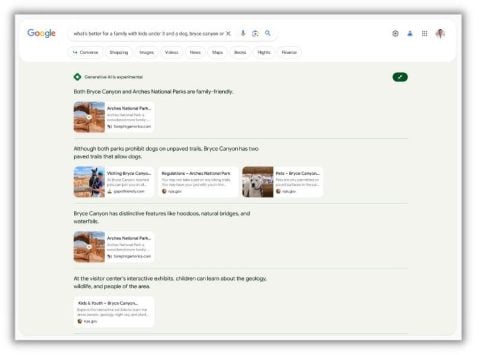 Google
what's better for a family with kids under 3 and a dog, bryce canyon or
Converse Shopping Images Videos News Maps Books Flights Finance
Generative AI is experimental
Both Bryce Canyon and Arches National Parks are family-friendly.
Arches National Park...
Although both parks prohibit dogs on unpaved trails, Bryce Canyon has two
paved trails that allow dogs.
Visiting Bryce Canyon...
gopetfriendly.com
Regulations – Arches National Park
nps.gov
Pets – Bryce Canyon...
nps.gov
Bryce Canyon has distinctive features like hoodoos, natural bridges, and
waterfalls.
Arches National Park...
At the visitor center's interactive exhibits, children can learn about the geology,
wildlife, and people of the area.
Kids & Youth – Bryce Canyon...
nps.gov